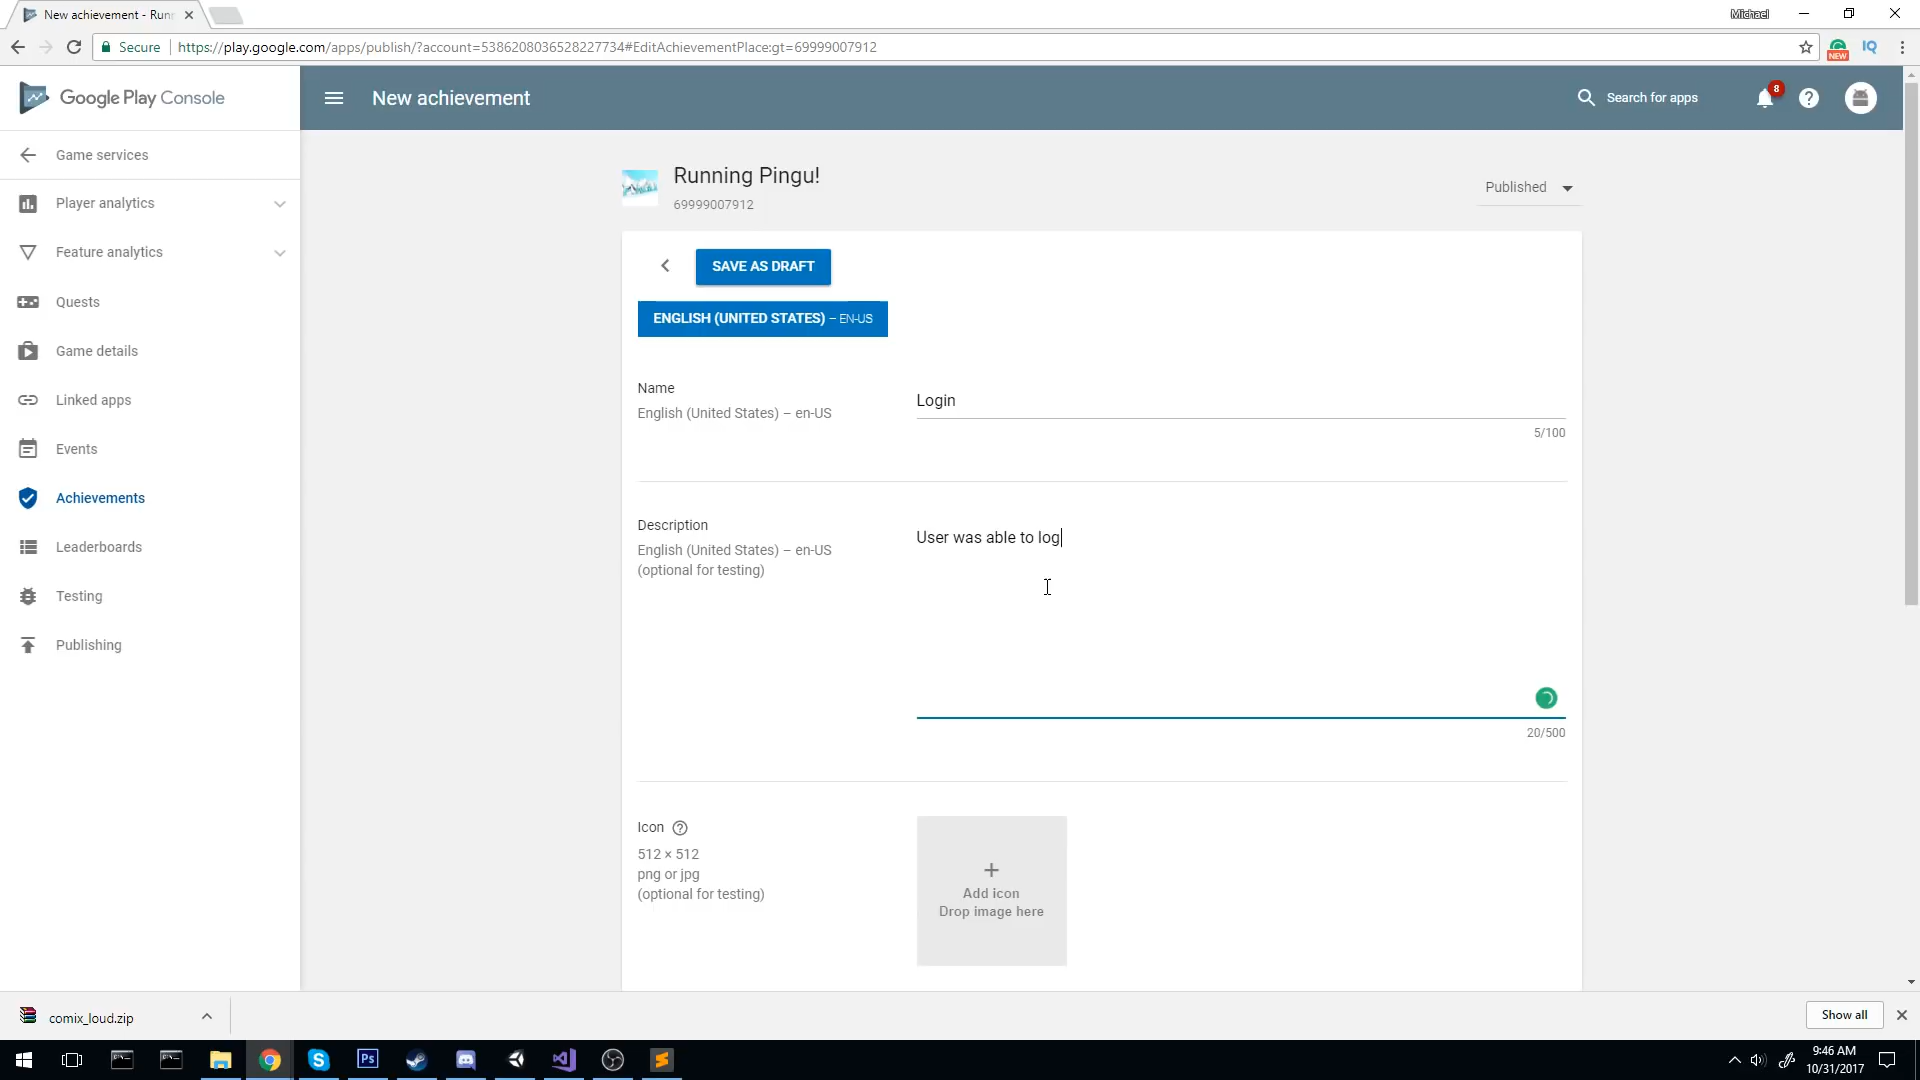 New achievement - Runn
Michael
Secure
https://play.google.com/apps/publish/?account=5386208036528227734#EditAchievementPlace:gt=69999007912
NEW
IQ
Google Play Console
New achievement
Search for apps
8
Game services
Player analytics
Feature analytics
Quests
Game details
Linked apps
Events
Achievements
Leaderboards
Testing
Publishing
Running Pingu!
69999007912
Published
SAVE AS DRAFT
ENGLISH (UNITED STATES) – EN-US
Name
English (United States) – en-US
Login
5/100
Description
English (United States) – en-US
(optional for testing)
User was able to log
20/500
Icon
512 × 512
png or jpg
(optional for testing)
Add icon
Drop image here
comix_loud.zip
Show all
Ps
9:46 AM
10/31/2017